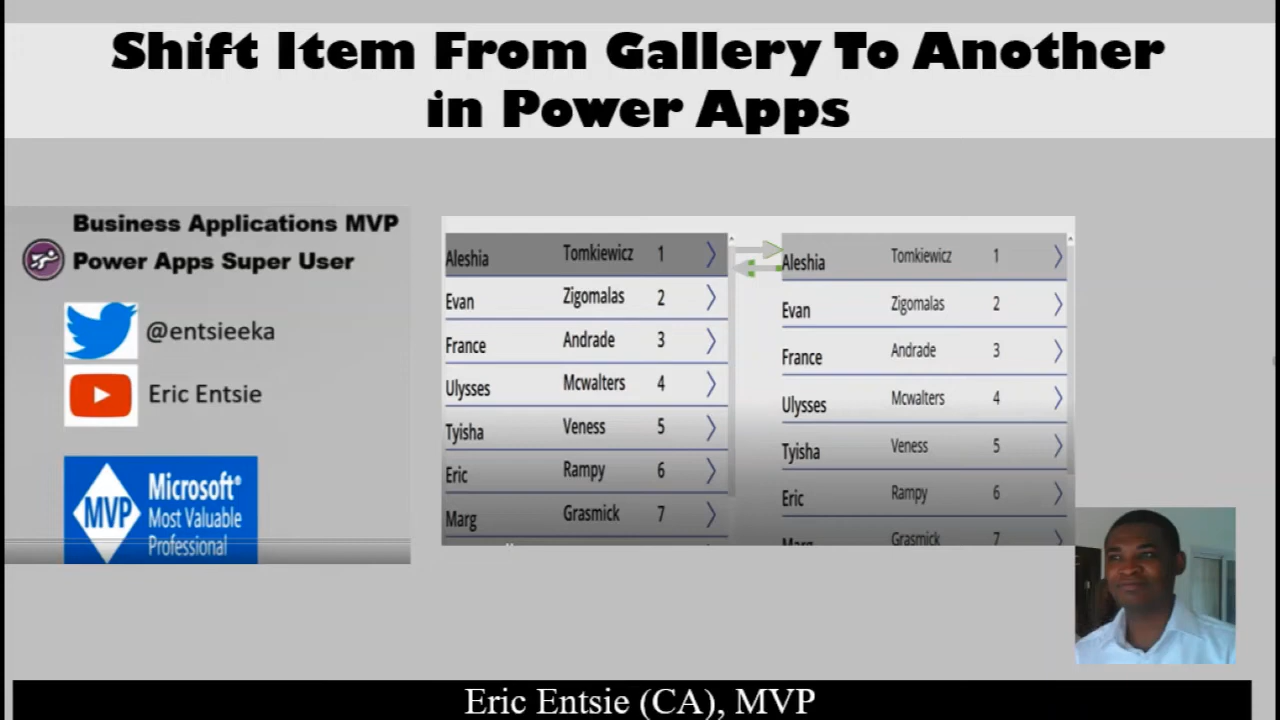 Shift Item From Gallery To Another
in Power Apps
Business Applications MVP
Power Apps Super User
@entsieeka
Eric Entsie
MVP
Microsoft®
Most Valuable
Professional
Aleshia Tomkiewicz 1
Evan Zigomalas 2
France Andrade 3
Ulysses Mcwalters 4
Tyisha Veness 5
Eric Rampy 6
Marg Grasmick 7
Aleshia Tomkiewicz 1
Evan Zigomalas 2
France Andrade 3
Ulysses Mcwalters 4
Tyisha Veness 5
Eric Rampy 6
Marg Grasmick 7
Eric Entsie (CA), MVP